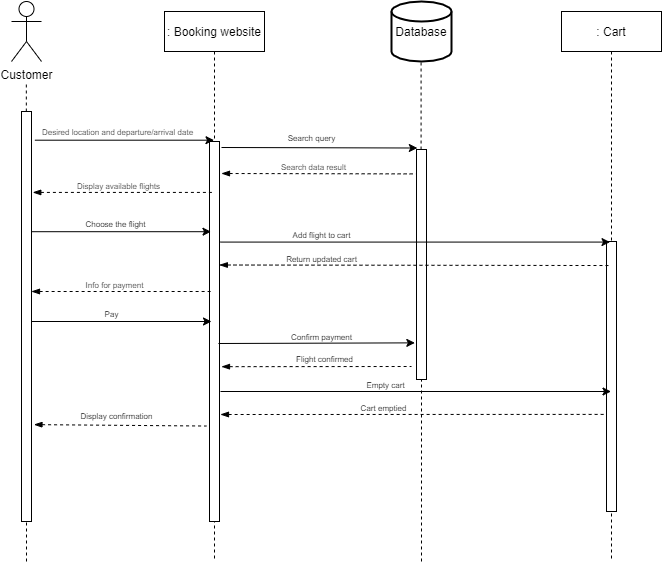 : Booking website
Database
: Cart
Customer
Desired location and departure/arrival date
Search query
Search data result
Display available flights
Choose the flight
Add flight to cart
Return updated cart
Info for payment
Pay
Confirm payment
Flight confirmed
Empty cart
Cart emptied
Display confirmation